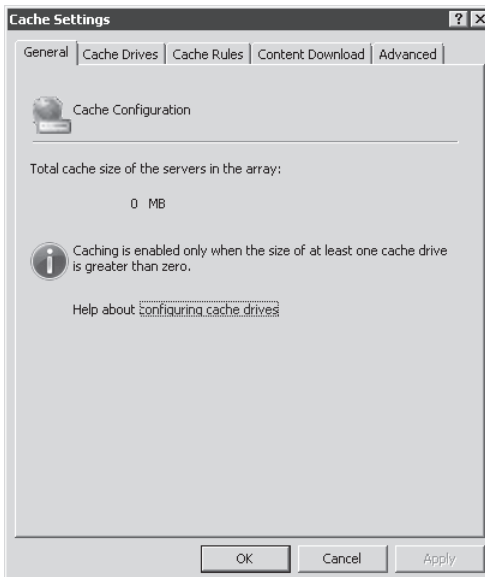 Cache Settings
? X
General Cache Drives Cache Rules Content Download Advanced
Cache Configuration
Total cache size of the servers in the array:
0 MB
Caching is enabled only when the size of at least one cache drive
is greater than zero.
Help about configuring cache drives
OK Cancel Apply